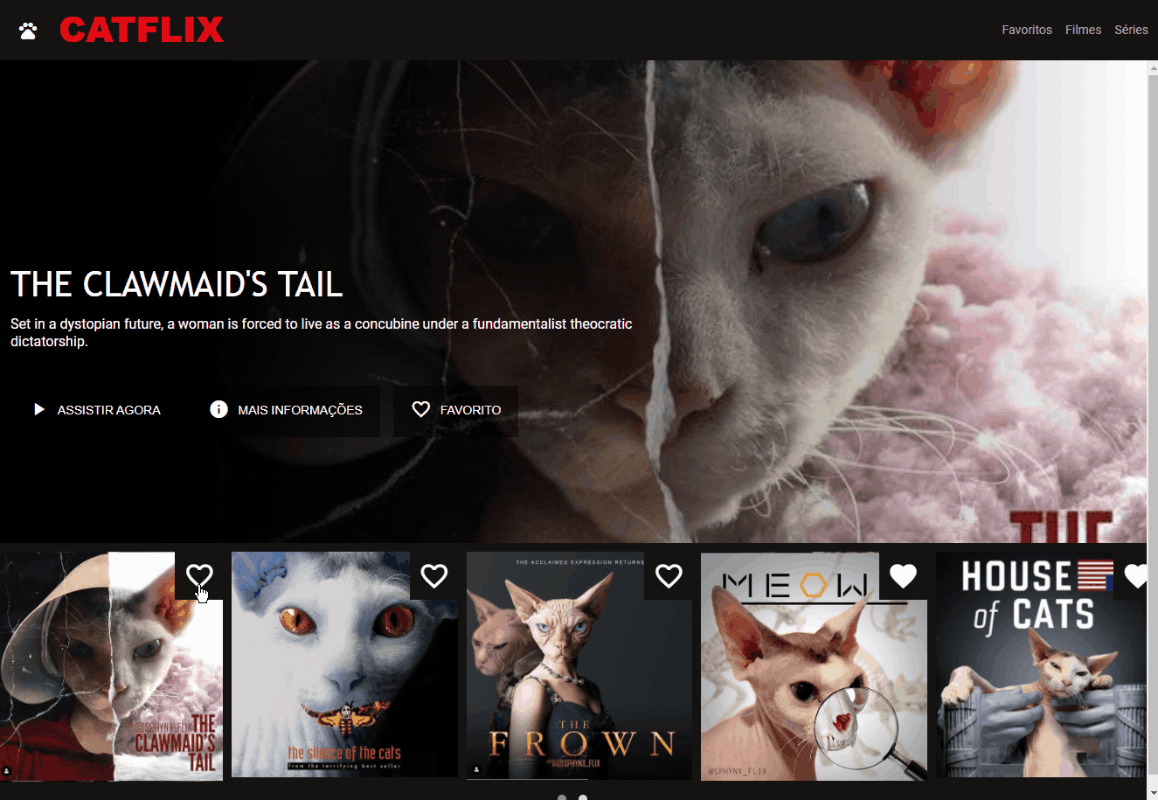 CATFLIX
Favoritos Filmes Séries
THE CLAWMAID'S TAIL
Set in a dystopian future, a woman is forced to live as a concubine under a fundamentalist theocratic
dictatorship.
ASSISTIR AGORA MAIS INFORMAÇÕES FAVORITO
THE
@SPHYNX_FLIX THE
CLAWMAID'S
TAIL
the silence of the cats
from the terrifying best seller
THE ACCLAIMED EXPRESSION RETURNS
THE
FROWN
@SPHYNX_FLIX
MEOW
@SPHYNX_FLIX
HOUSE
of CATS